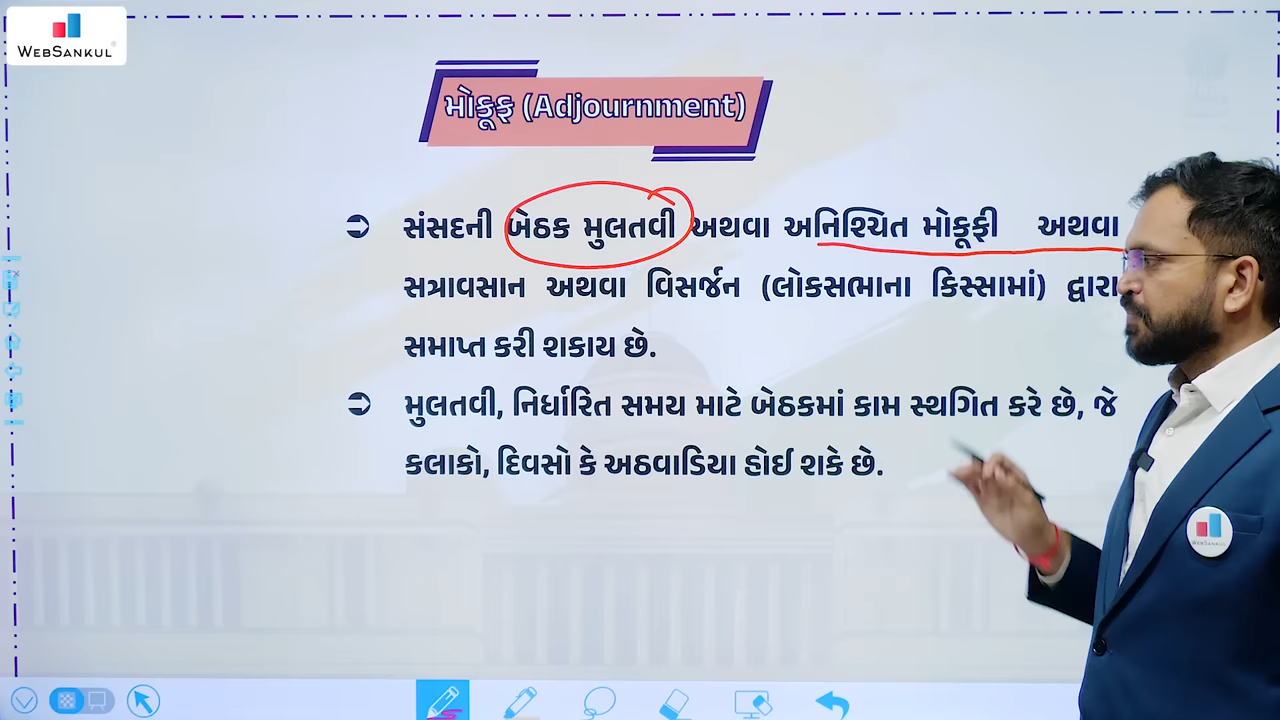 WEBSANKUL
મોકૂફ (Adjournment)
સંસદની બેઠક મુલતવી અથવા અનિશ્ચિત મોકૂફી અથવા
સત્રાવસાન અથવા વિસર્જન (લોકસભાના કિસ્સામાં) દ્વારા
સમાપ્ત કરી શકાય છે.
મુલતવી, નિર્ધારિત સમય માટે બેઠકમાં કામ સ્થગિત કરે છે, જે
કલાકો, દિવસો કે અઠવાડિયા હોઈ શકે છે.
WEBSANKUL